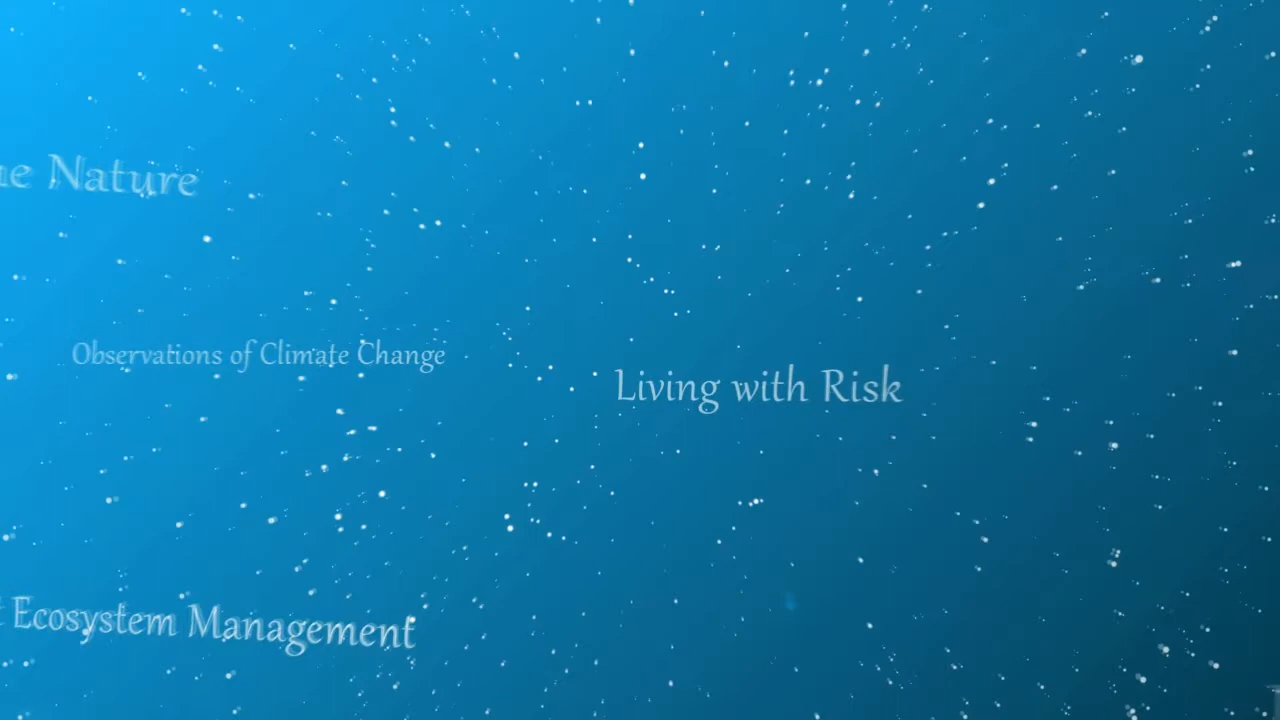 Nature
Observations of Climate Change
Living with Risk
Ecosystem Management